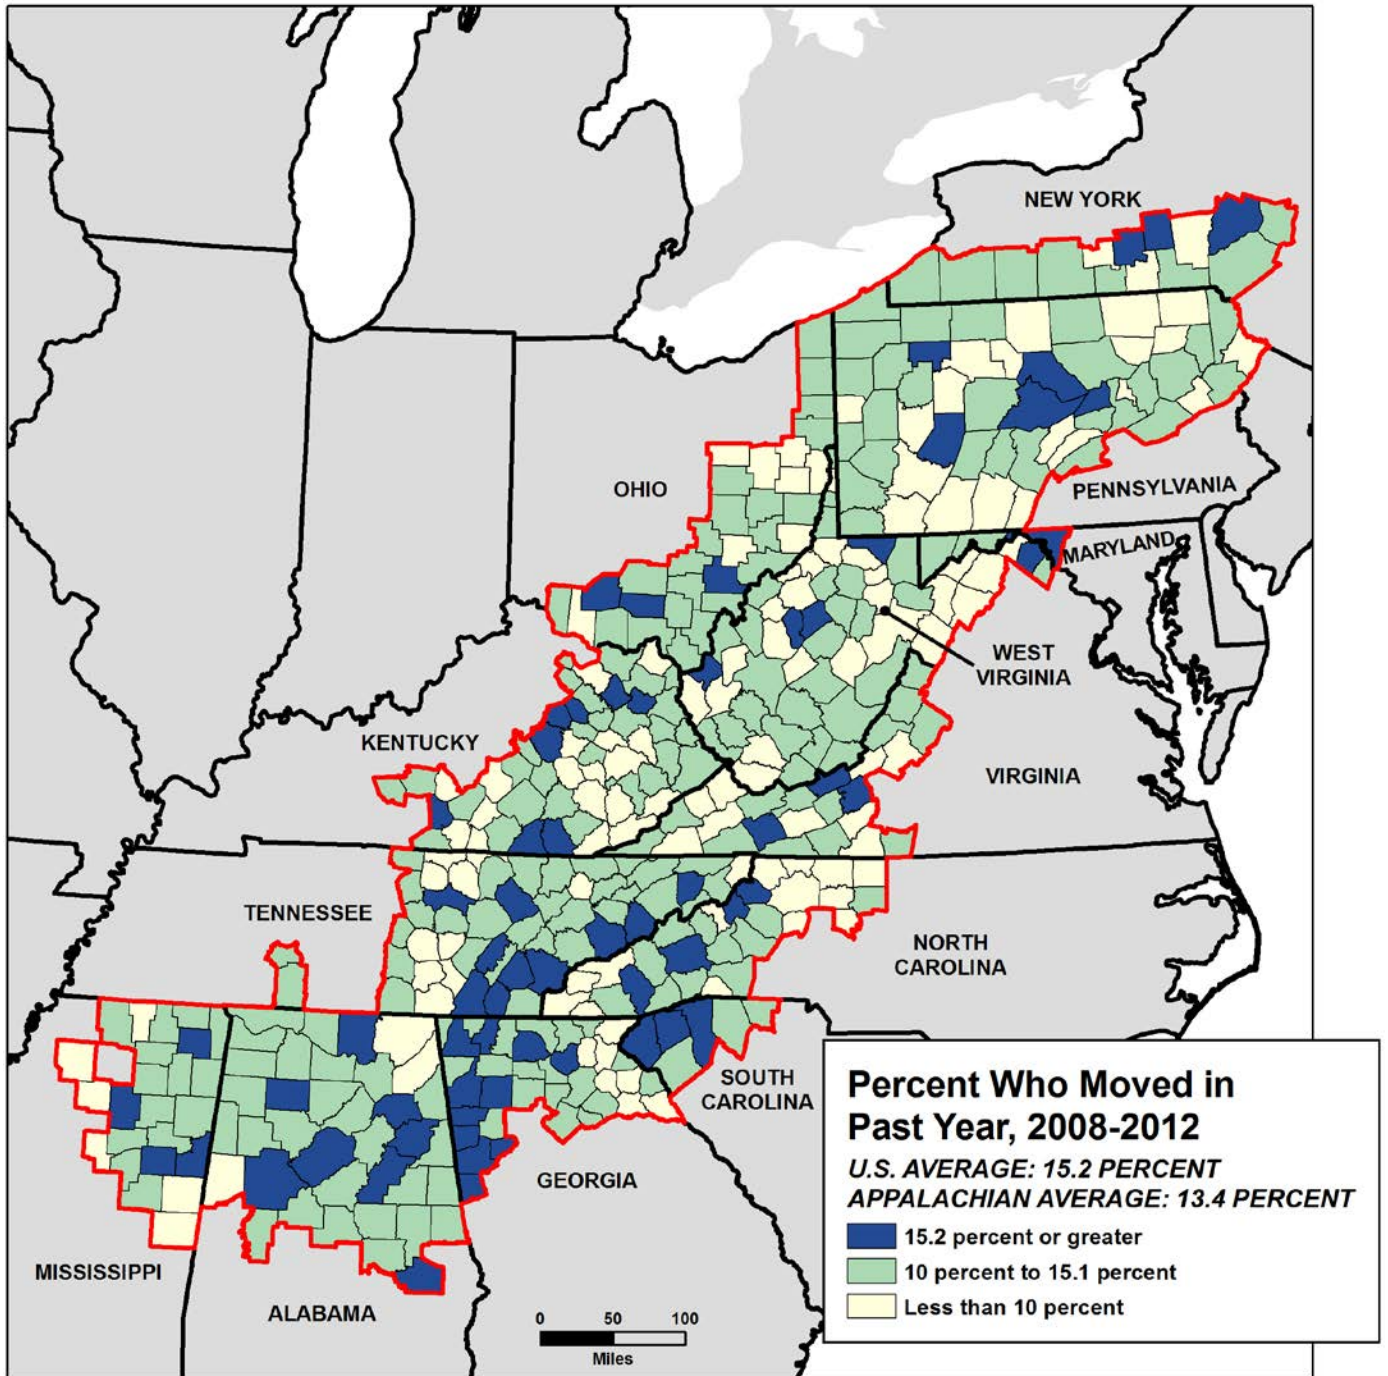 NEW YORK
OHIO
PENNSYLVANIA
MARYLAND
WEST
VIRGINIA
KENTUCKY
VIRGINIA
TENNESSEE
NORTH
CAROLINA
SOUTH
CAROLINA
GEORGIA
MISSISSIPPI
ALABAMA
0 50 100
Miles
Percent Who Moved in
Past Year, 2008-2012
U.S. AVERAGE: 15.2 PERCENT
APPALACHIAN AVERAGE: 13.4 PERCENT
15.2 percent or greater
10 percent to 15.1 percent
Less than 10 percent